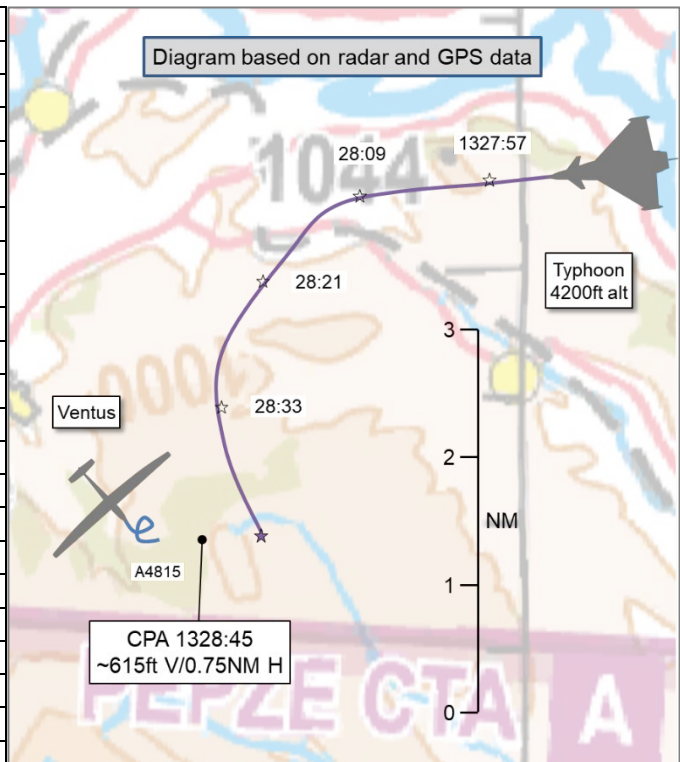 Diagram based on radar and GPS data
1044
28:09
1327:57
Typhoon
4200ft alt
28:21
3
000
28:33
Ventus
2
NM
A4815
1
CPA 1328:45
~615ft V/0.75NM H
PEPZE CTA A
0